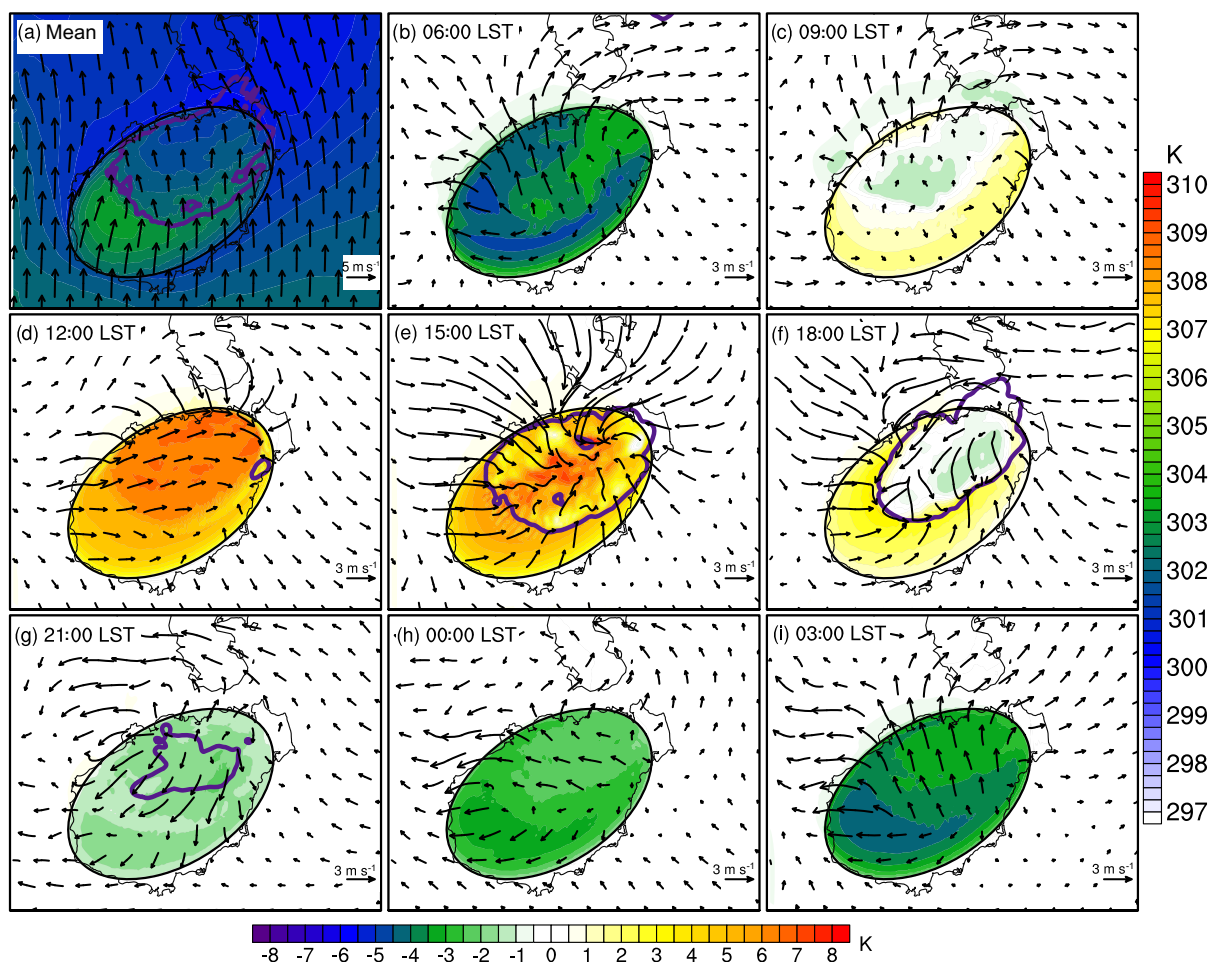 (a) Mean
5 m s⁻¹
(b) 06:00 LST
3 m s⁻¹
(c) 09:00 LST
3 m s⁻¹
(d) 12:00 LST
3 m s⁻¹
(e) 15:00 LST
3 m s⁻¹
(f) 18:00 LST
3 m s⁻¹
(g) 21:00 LST
3 m s⁻¹
(h) 00:00 LST
3 m s⁻¹
(i) 03:00 LST
3 m s⁻¹
K
310
309
308
307
306
305
304
303
302
301
300
299
298
297
-8 -7 -6 -5 -4 -3 -2 -1 0 1 2 3 4 5 6 7 8 K